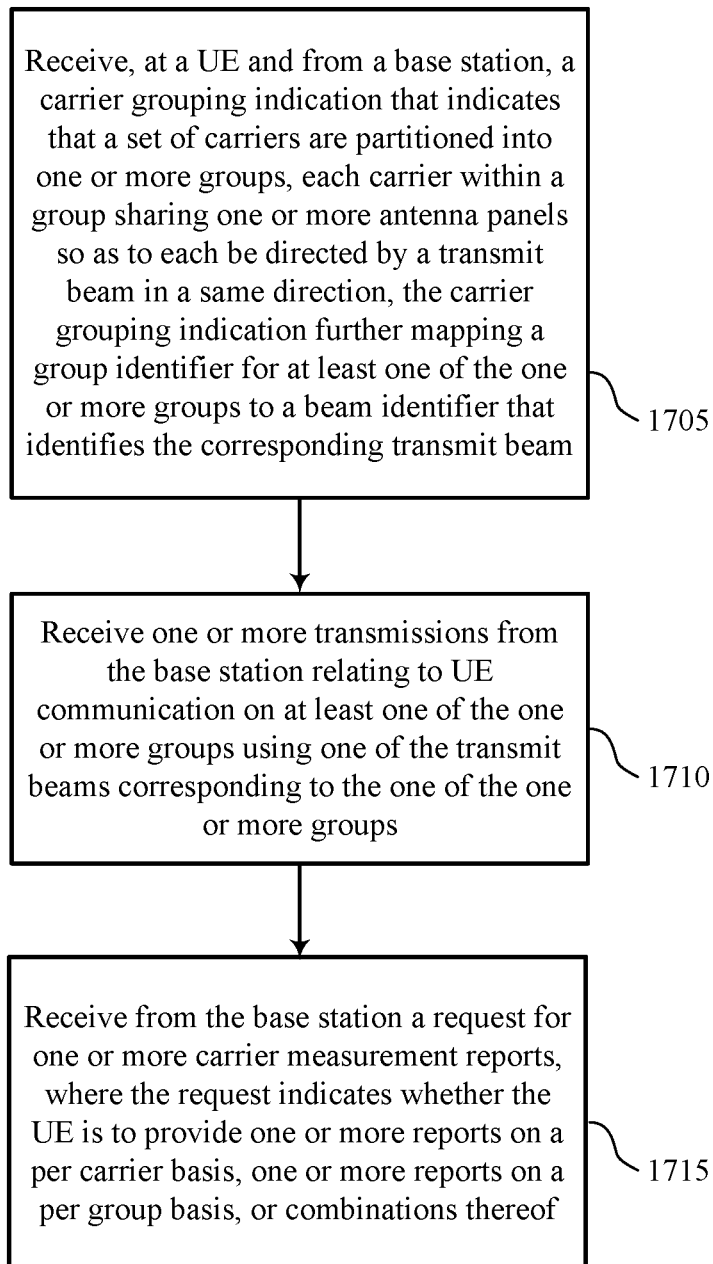 Receive, at a UE and from a base station, a
carrier grouping indication that indicates
that a set of carriers are partitioned into
one or more groups, each carrier within a
group sharing one or more antenna panels
so as to each be directed by a transmit
beam in a same direction, the carrier
grouping indication further mapping a
group identifier for at least one of the one
or more groups to a beam identifier that
identifies the corresponding transmit beam
1705
Receive one or more transmissions from
the base station relating to UE
communication on at least one of the one
or more groups using one of the transmit
beams corresponding to the one of the one
or more groups
1710
Receive from the base station a request for
one or more carrier measurement reports,
where the request indicates whether the
UE is to provide one or more reports on a
per carrier basis, one or more reports on a
per group basis, or combinations thereof
1715